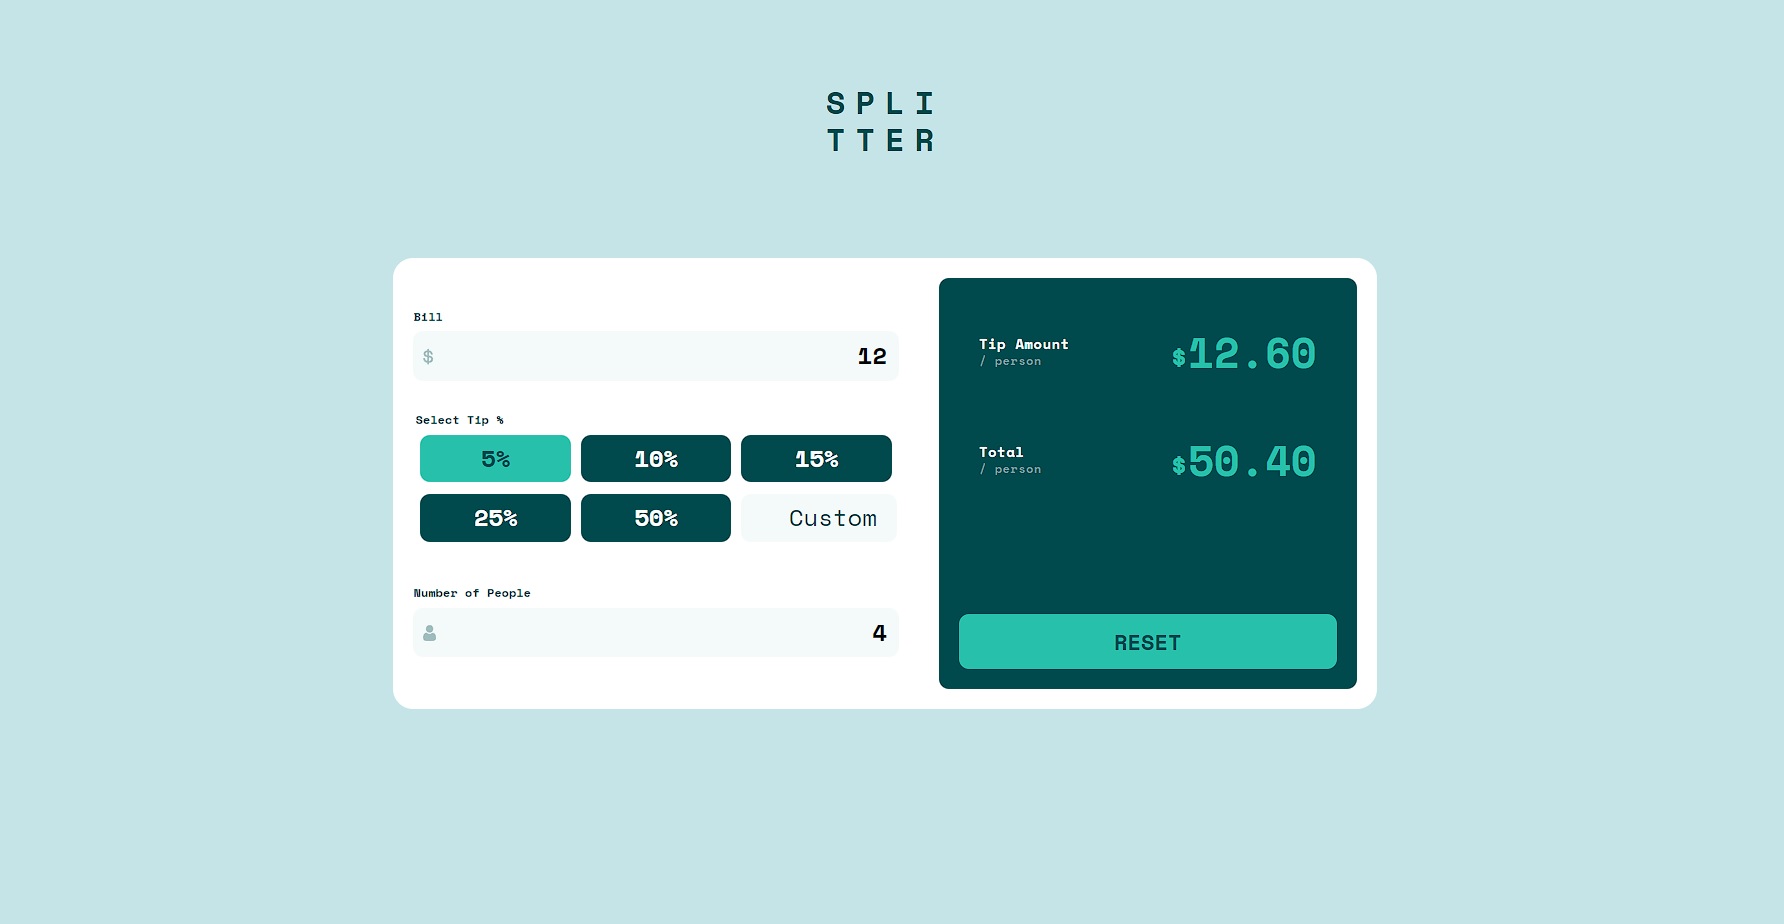 SPLI
TTER
Bill
$ 12
Select Tip %
5% 10% 15%
25% 50% Custom
Number of People
4
Tip Amount
/ person
$12.60
Total
/ person
$50.40
RESET